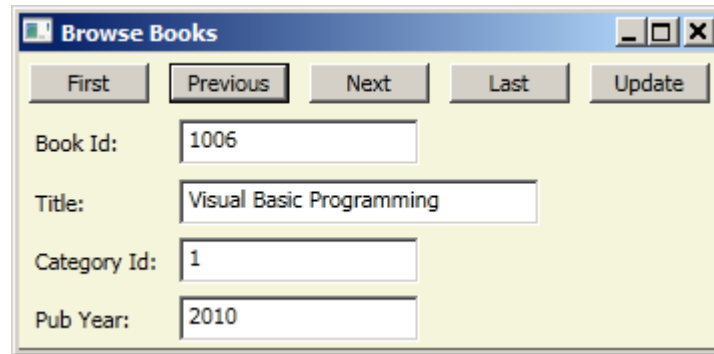 Browse Books
First Previous Next Last Update
Book Id: 1006
Title: Visual Basic Programming
Category Id: 1
Pub Year: 2010